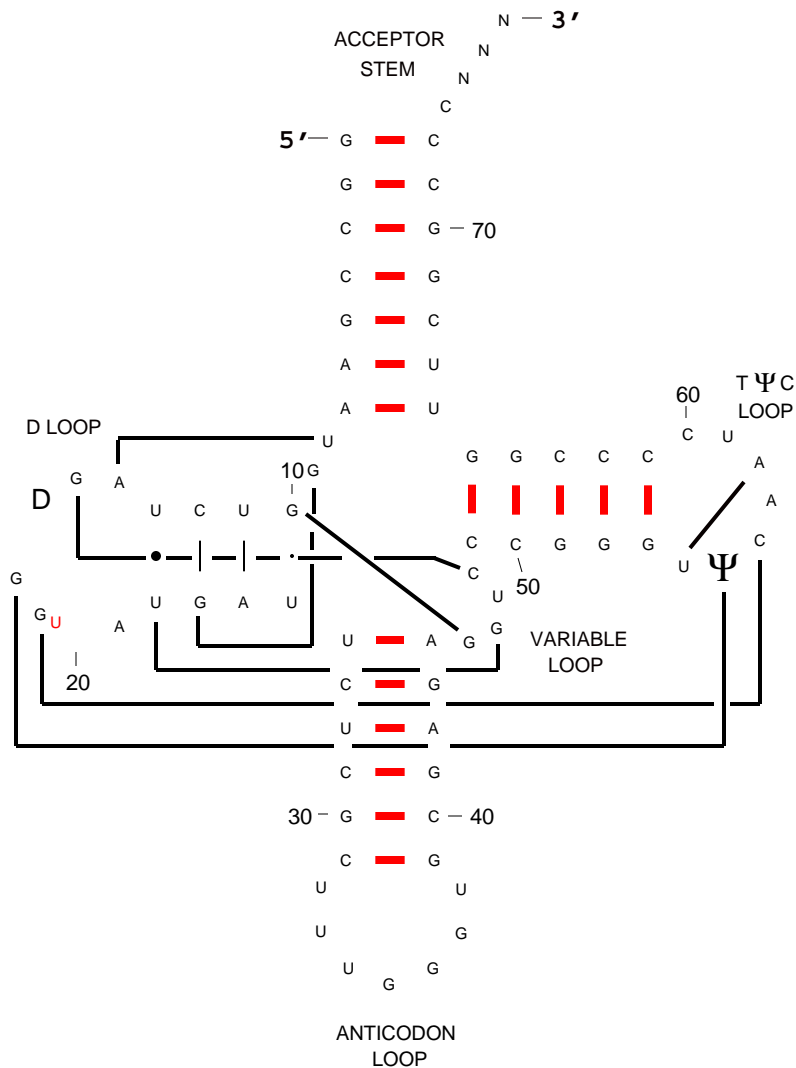 N 3′
ACCEPTOR
STEM
N
N
C
5′ G C
G C
C G 70
C G
G C
A U
A U
60
T Ψ C
LOOP
D LOOP
U
C U
G G C C C
A
G A
10 G
D
U C U G
A
C C G G G U Ψ C
C 50
G
G U
A U G A U
U
20
U A G G
VARIABLE
LOOP
C G
U A
C G
30 G C 40
C G
U U
U G
U G G
ANTICODON
LOOP